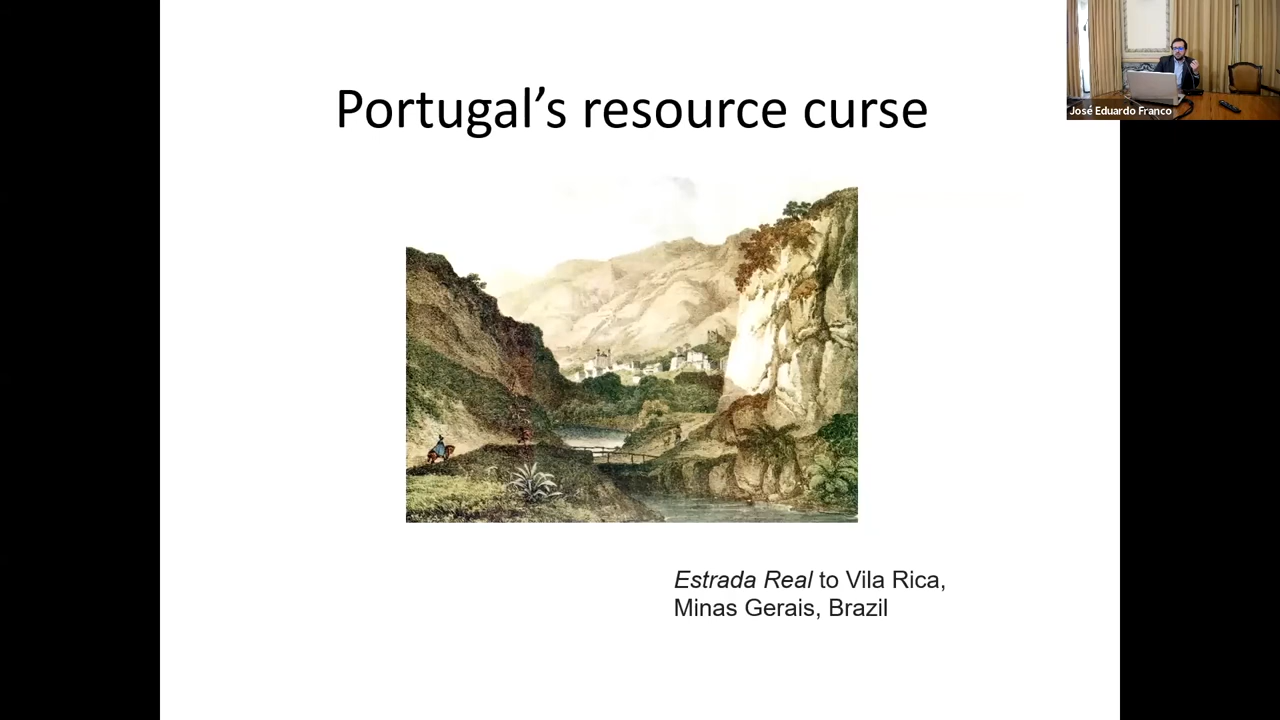 Portugal’s resource curse
José Eduardo Franco
Estrada Real to Vila Rica,
Minas Gerais, Brazil